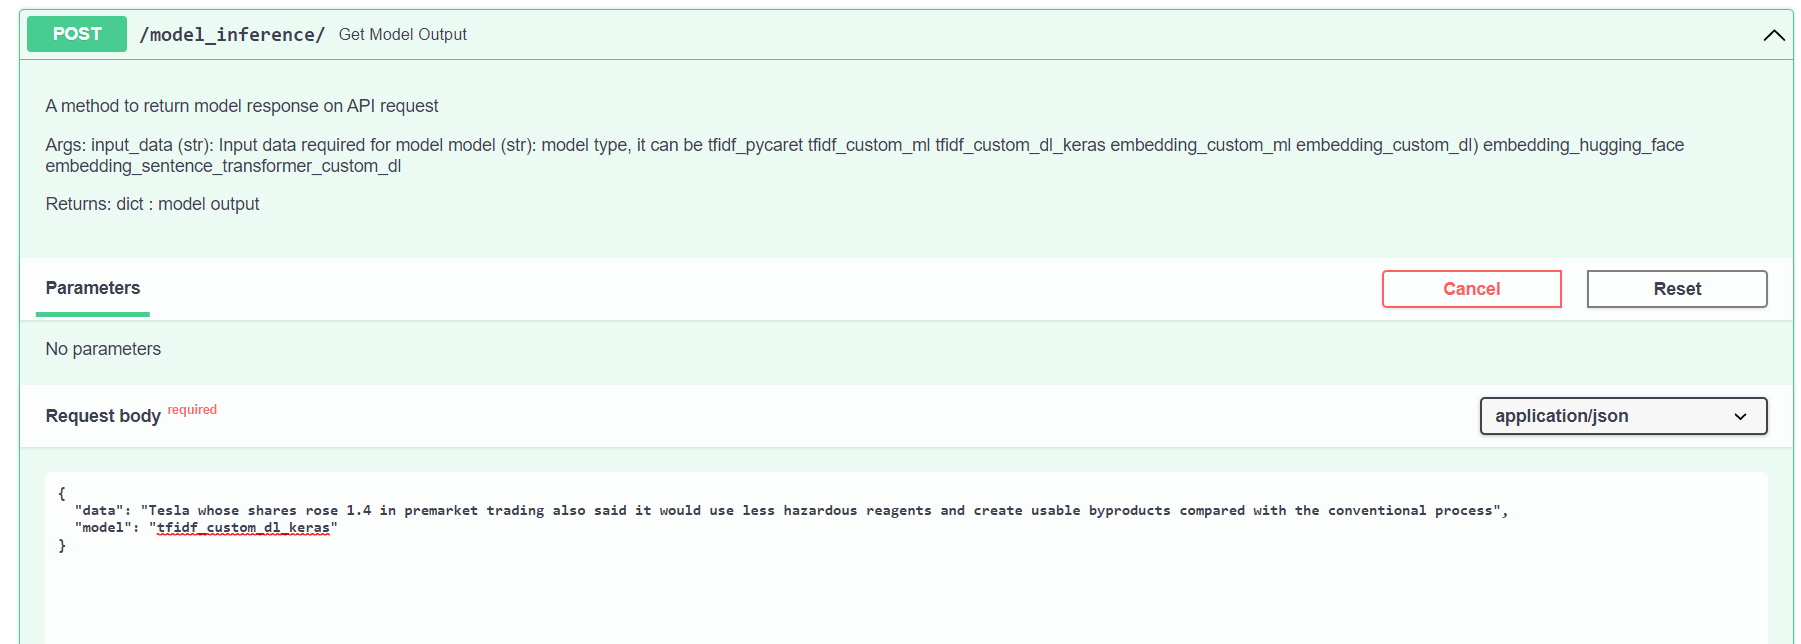 POST /model_inference/ Get Model Output
A method to return model response on API request
Args: input_data (str): Input data required for model model (str): model type, it can be tfidf_pycaret tfidf_custom_ml tfidf_custom_dl_keras embedding_custom_ml embedding_custom_dl) embedding_hugging_face
embedding_sentence_transformer_custom_dl
Returns: dict : model output
Parameters Cancel Reset
No parameters
Request body required application/json
{
"data": "Tesla whose shares rose 1.4 in premarket trading also said it would use less hazardous reagents and create usable byproducts compared with the conventional process",
"model": "tfidf_custom_dl_keras"
}